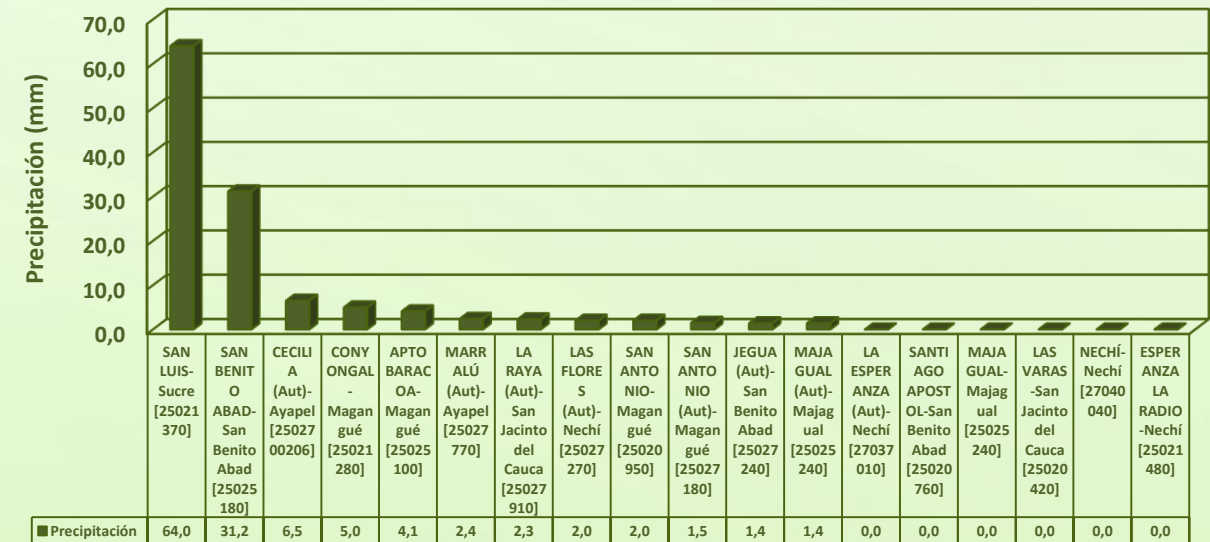 70,0
60,0
50,0
40,0
30,0
20,0
10,0
0,0
Precipitación (mm)
SAN
LUIS-
Sucre
[25021
370]
SAN
BENIT
O
ABAD-
San
Benito
Abad
[25025
180]
CECILI
A
(Aut)-
Ayapel
[25027
00206]
CONY
ONGAL
-
Magan
gué
[25021
280]
APTO
BARAC
OA-
Magan
gué
[25025
100]
MARR
ALÚ
(Aut)-
Ayapel
[25027
770]
LA
RAYA
(Aut)-
San
Jacinto
del
Cauca
[25027
910]
LAS
FLORE
S
(Aut)-
Nechí
[25027
270]
SAN
ANTO
NIO-
Magan
gué
[25020
950]
SAN
ANTO
NIO
(Aut)-
Magan
gué
[25027
180]
JEGUA
(Aut)-
San
Benito
Abad
[25027
240]
MAJA
GUAL
(Aut)-
Majag
ual
[25025
240]
LA
ESPER
ANZA
(Aut)-
Nechí
[27037
010]
SANTI
AGO
APOST
OL-San
Benito
Abad
[25020
760]
MAJA
GUAL-
Majag
ual
[25025
240]
LAS
VARAS
-San
Jacinto
del
Cauca
[25020
420]
NECHÍ-
Nechí
[27040
040]
ESPER
ANZA
LA
RADIO
-Nechí
[25021
480]
Precipitación 64,0 31,2 6,5 5,0 4,1 2,4 2,3 2,0 2,0 1,5 1,4 1,4 0,0 0,0 0,0 0,0 0,0 0,0